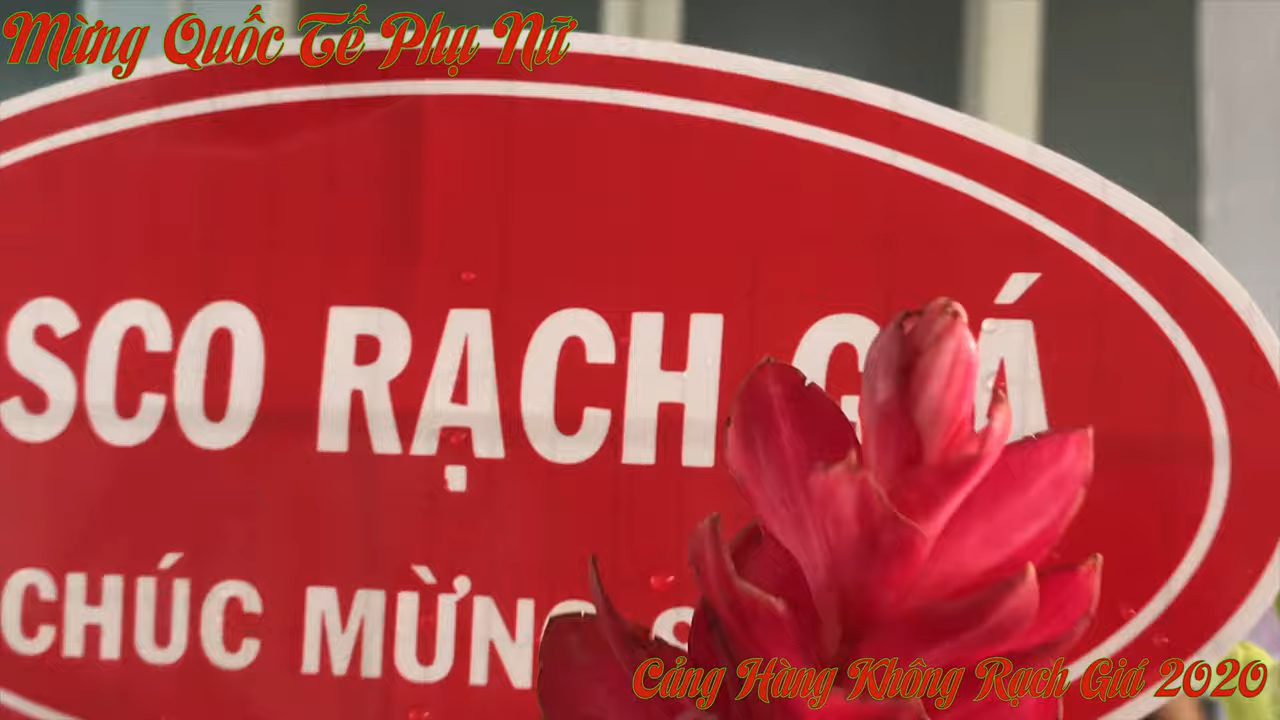 Mừng Quốc Tế Phụ Nữ
SCO RẠCH GIÁ
CHÚC MỪNG
Cảng Hàng Không Rạch Giá 2020